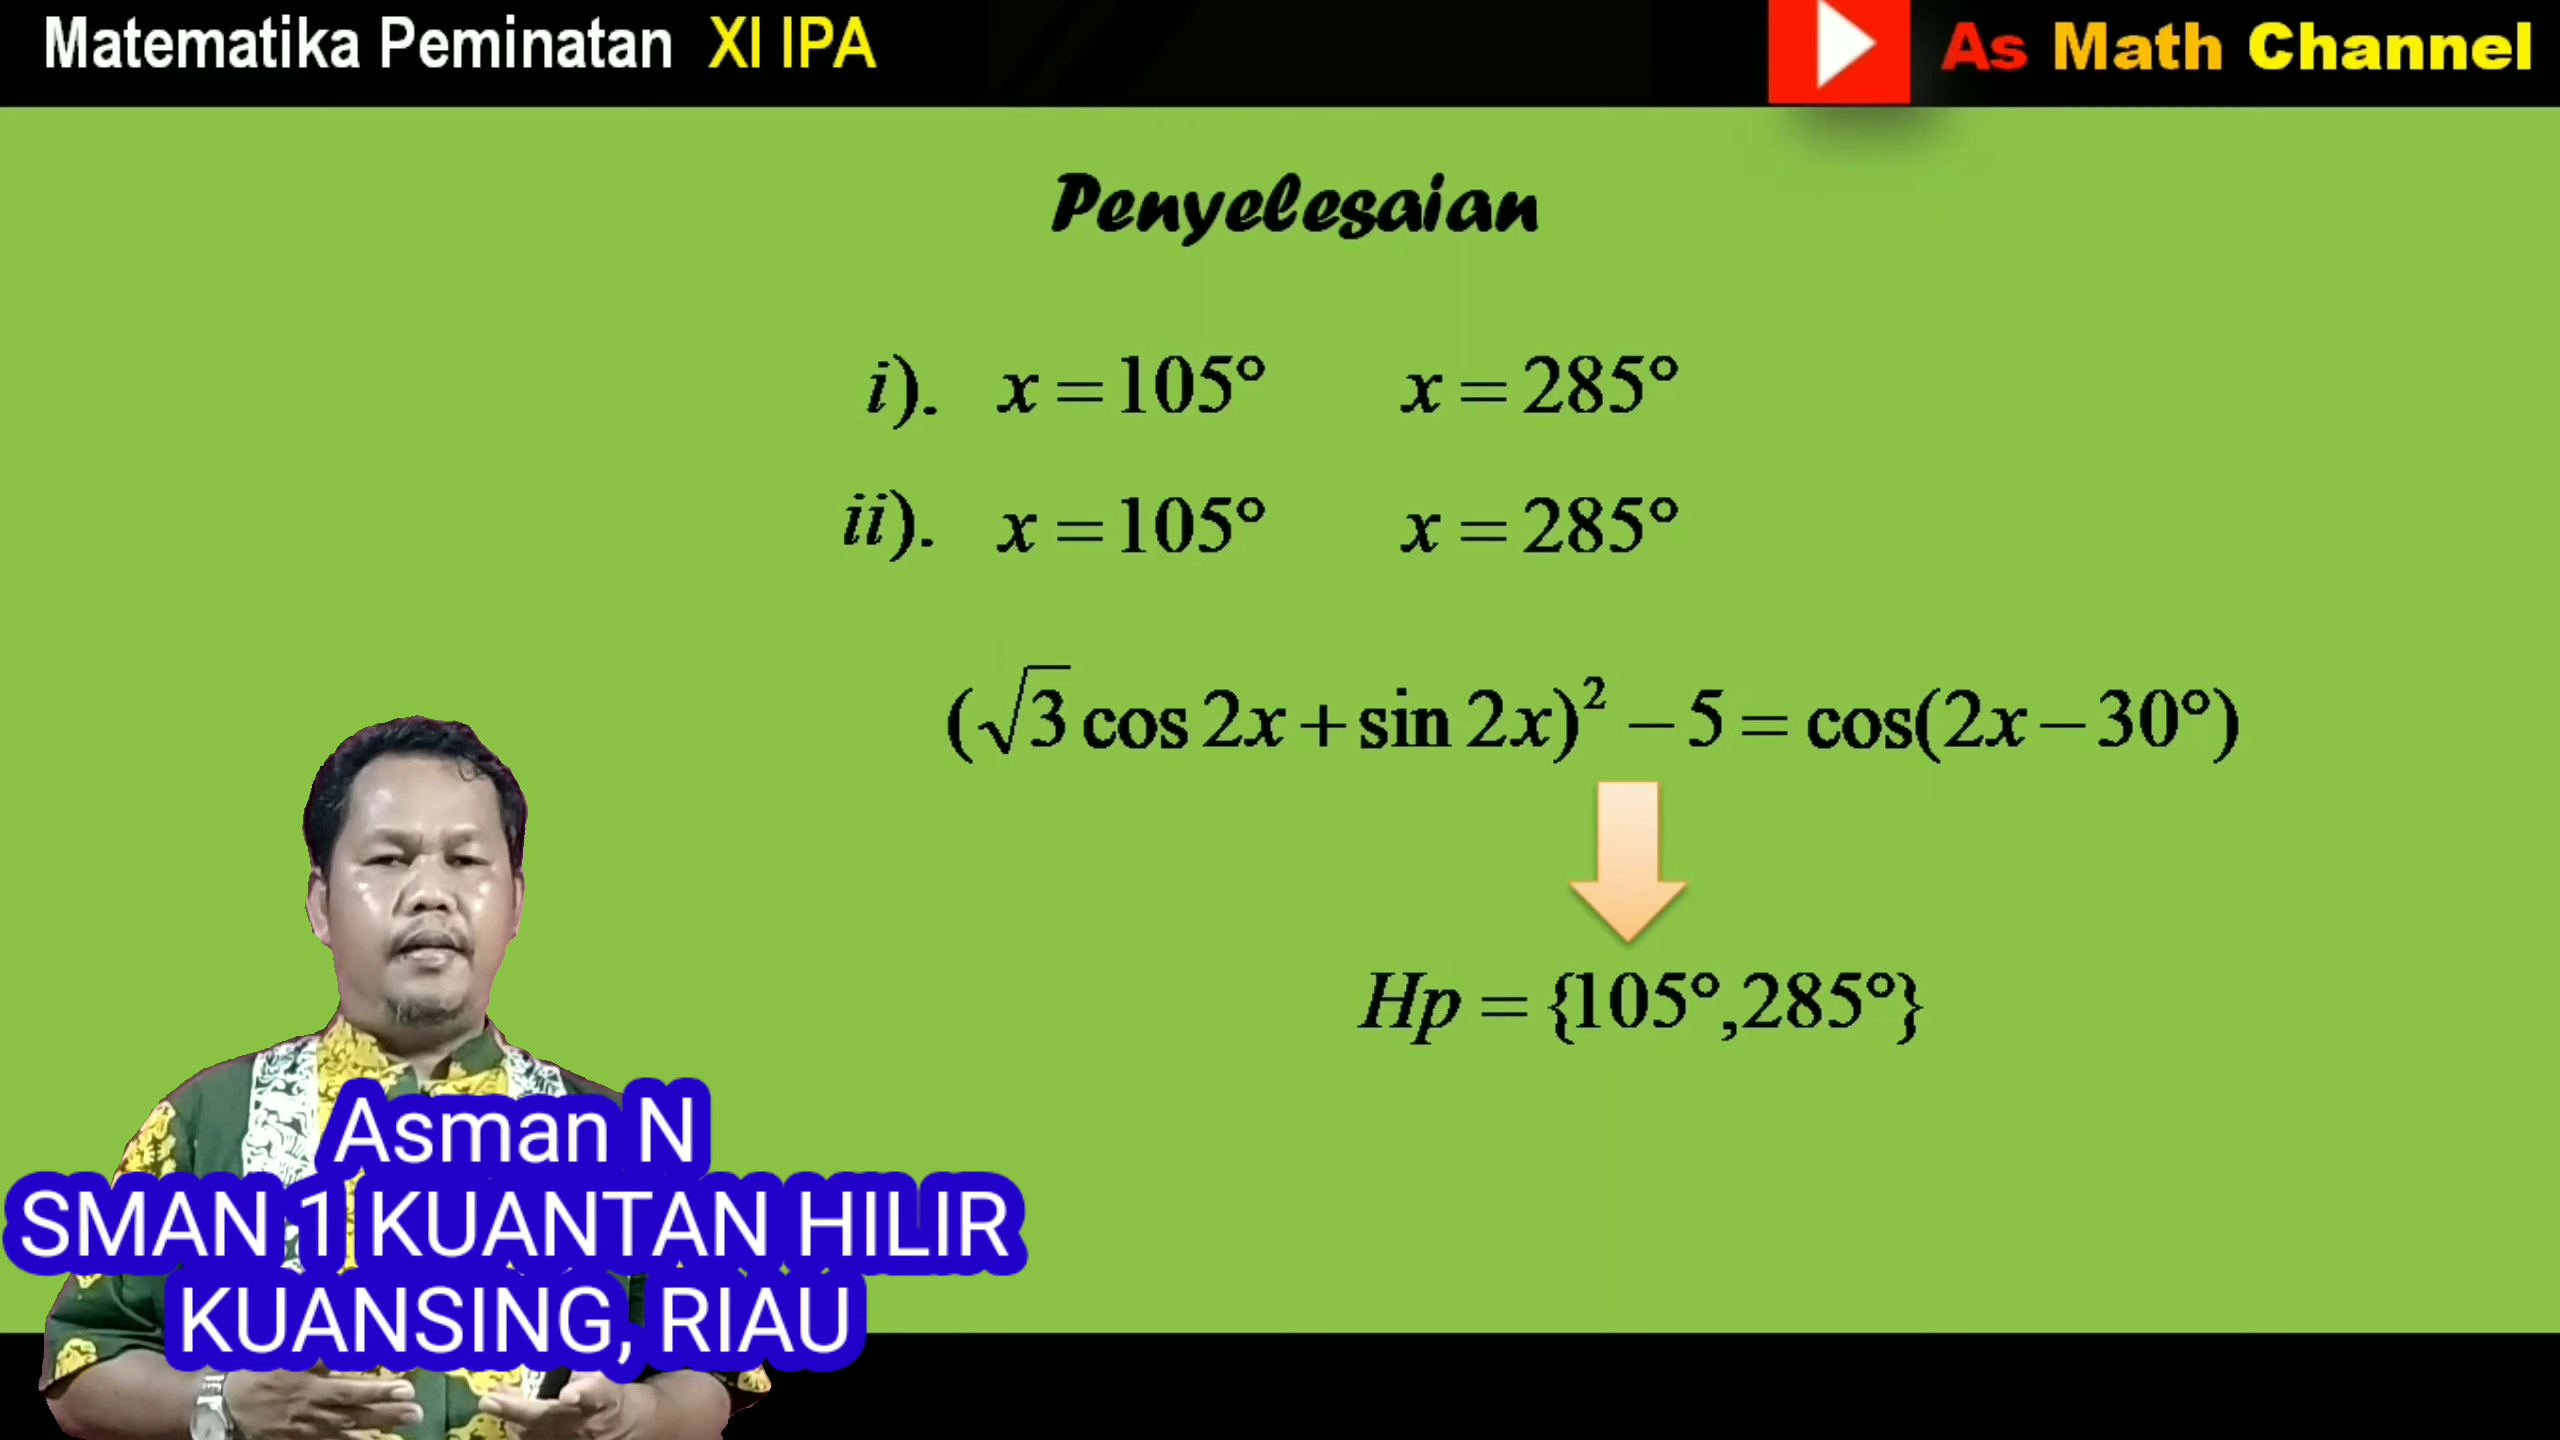 Matematika Peminatan XI IPA
As Math Channel
Penyelesaian
i). x = 105° x = 285°
ii). x = 105° x = 285°
(√3 cos 2x + sin 2x)² − 5 = cos(2x − 30°)
Hp = {105°,285°}
Asman N
SMAN 1 KUANTAN HILIR
KUANSING, RIAU